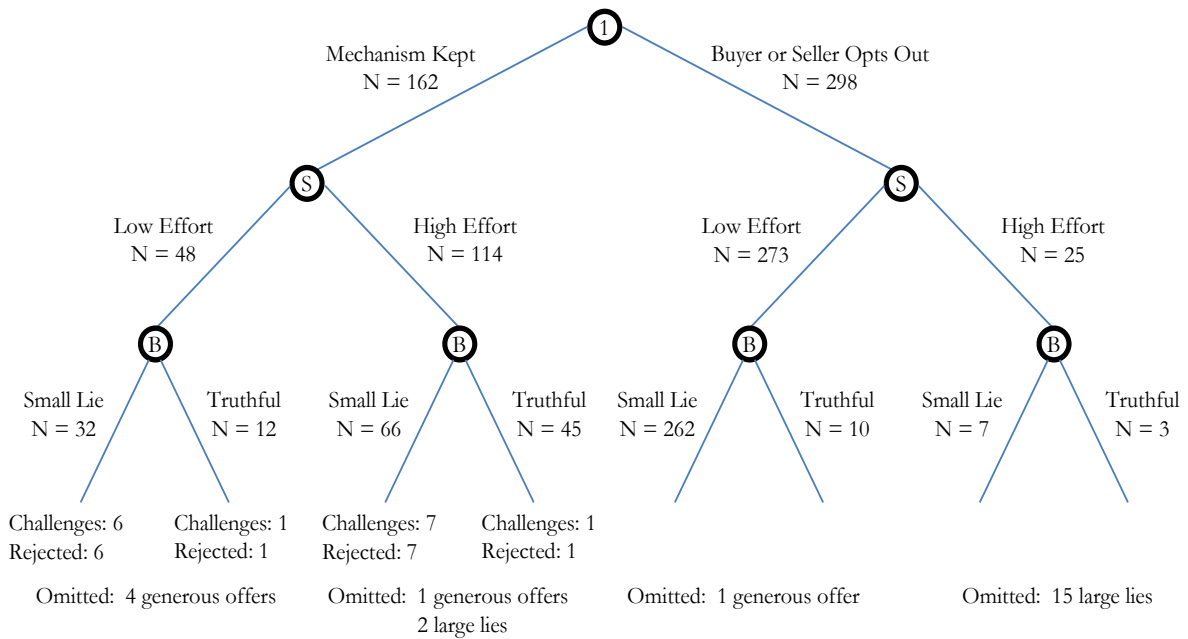 1
Mechanism Kept
N = 162
Buyer or Seller Opts Out
N = 298
S
S
Low Effort
N = 48
High Effort
N = 114
Low Effort
N = 273
High Effort
N = 25
B
B
B
B
Small Lie
N = 32
Truthful
N = 12
Small Lie
N = 66
Truthful
N = 45
Small Lie
N = 262
Truthful
N = 10
Small Lie
N = 7
Truthful
N = 3
Challenges: 6
Rejected: 6
Challenges: 1
Rejected: 1
Challenges: 7
Rejected: 7
Challenges: 1
Rejected: 1
Omitted: 4 generous offers
Omitted: 1 generous offers
2 large lies
Omitted: 1 generous offer
Omitted: 15 large lies